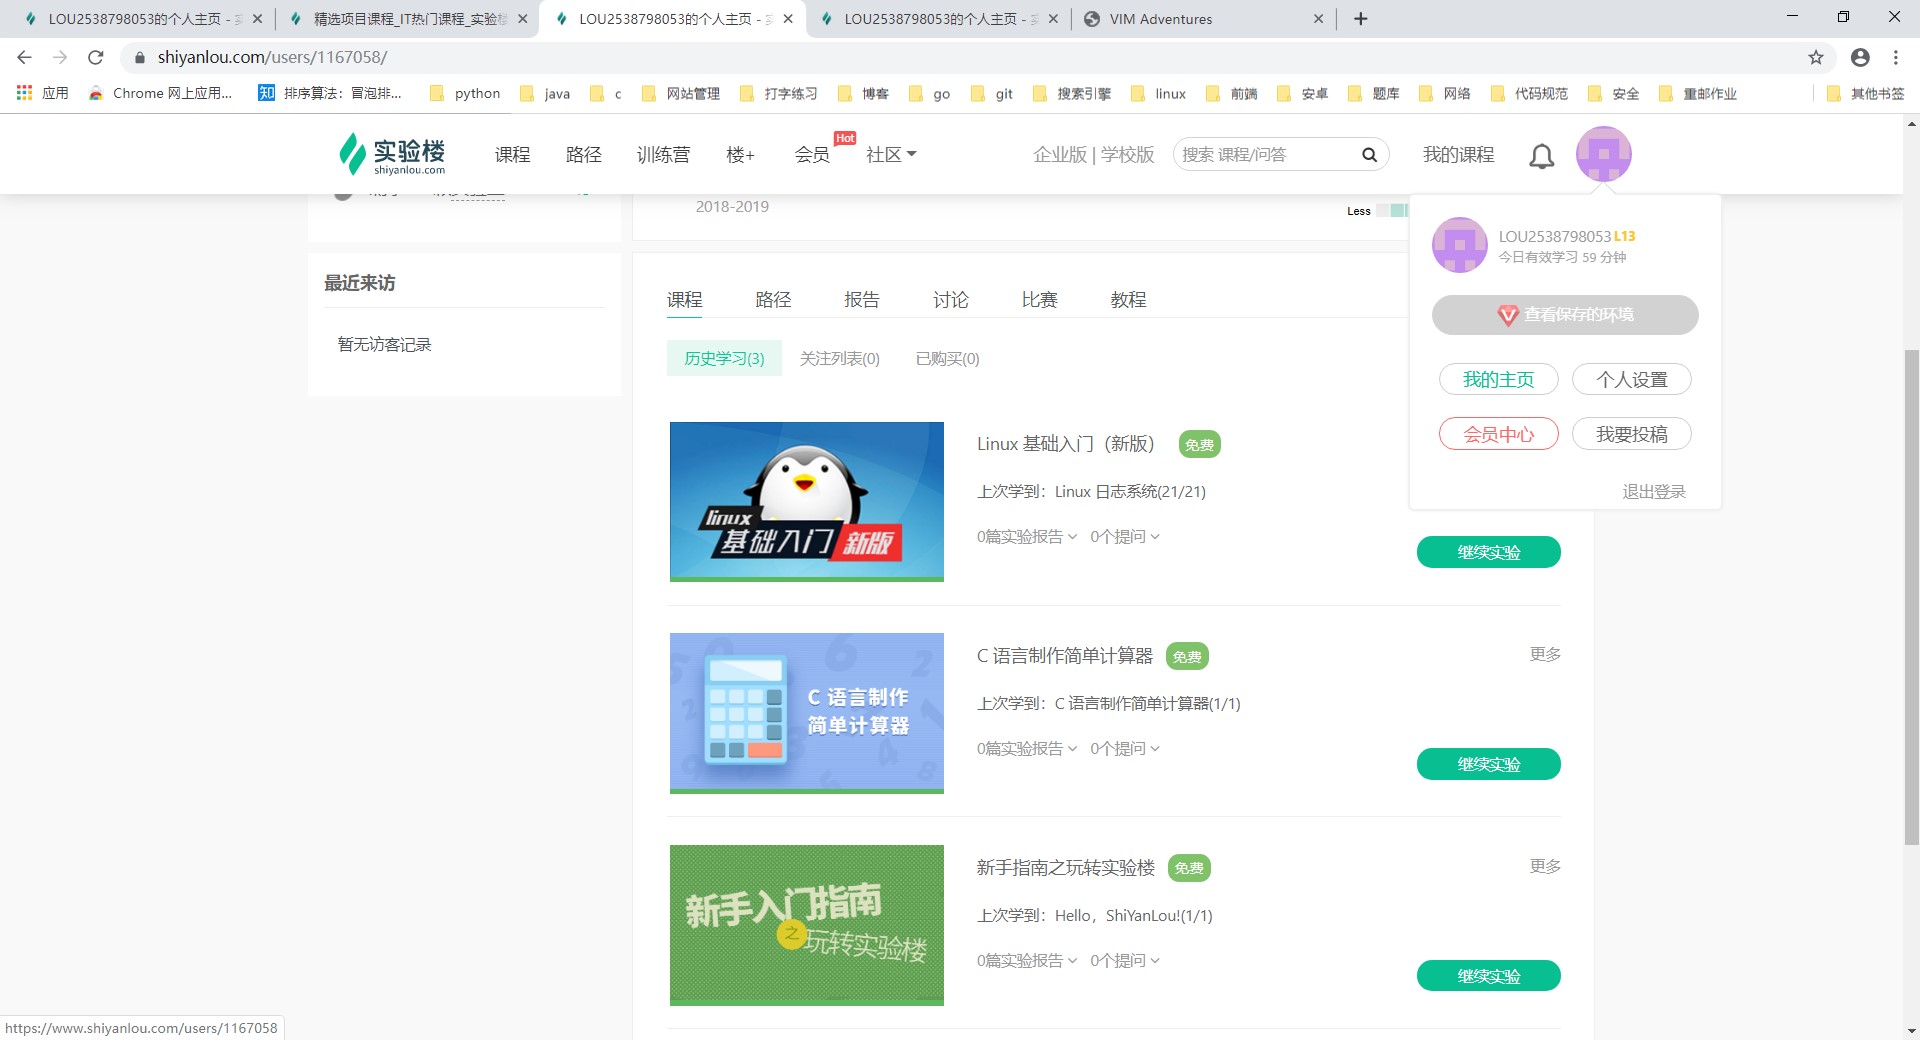 LOU2538798053的个人主页 -
精选项目课程_IT热门课程_实验
LOU2538798053的个人主页 -
LOU2538798053的个人主页 -
VIM Adventures
shiyanlou.com/users/1167058/
应用
Chrome 网上应用...
知
排序算法：冒泡排...
python
java
c
网站管理
打字练习
博客
go
git
搜索引擎
linux
前端
安卓
题库
网络
代码规范
安全
重邮作业
其他书签
实验楼
shiyanlou.com
课程
路径
训练营
楼+
会员
Hot
社区
企业版 | 学校版
搜索 课程/问答
我的课程
2018-2019
Less
LOU2538798053 L13
今日有效学习 59 分钟
查看保存的环境
我的主页
个人设置
会员中心
我要投稿
退出登录
最近来访
暂无访客记录
课程
路径
报告
讨论
比赛
教程
历史学习(3)
关注列表(0)
已购买(0)
linux
基础入门 新版
Linux 基础入门（新版） 免费
上次学到：Linux 日志系统(21/21)
0篇实验报告 0个提问
继续实验
C 语言制作
简单计算器
C 语言制作简单计算器 免费
更多
上次学到：C 语言制作简单计算器(1/1)
0篇实验报告 0个提问
继续实验
新手入门指南
之 玩转实验楼
新手指南之玩转实验楼 免费
更多
上次学到：Hello，ShiYanLou!(1/1)
0篇实验报告 0个提问
继续实验
https://www.shiyanlou.com/users/1167058